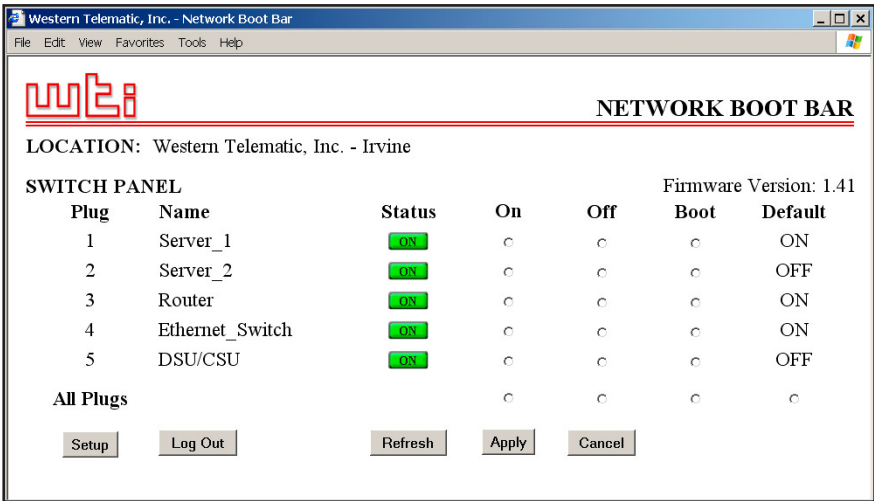 Western Telematic, Inc. - Network Boot Bar
File Edit View Favorites Tools Help
wti
NETWORK BOOT BAR
LOCATION: Western Telematic, Inc. - Irvine
SWITCH PANEL Firmware Version: 1.41
Plug Name Status On Off Boot Default
1 Server_1 ON ON
2 Server_2 ON OFF
3 Router ON ON
4 Ethernet_Switch ON ON
5 DSU/CSU ON OFF
All Plugs
Setup Log Out Refresh Apply Cancel